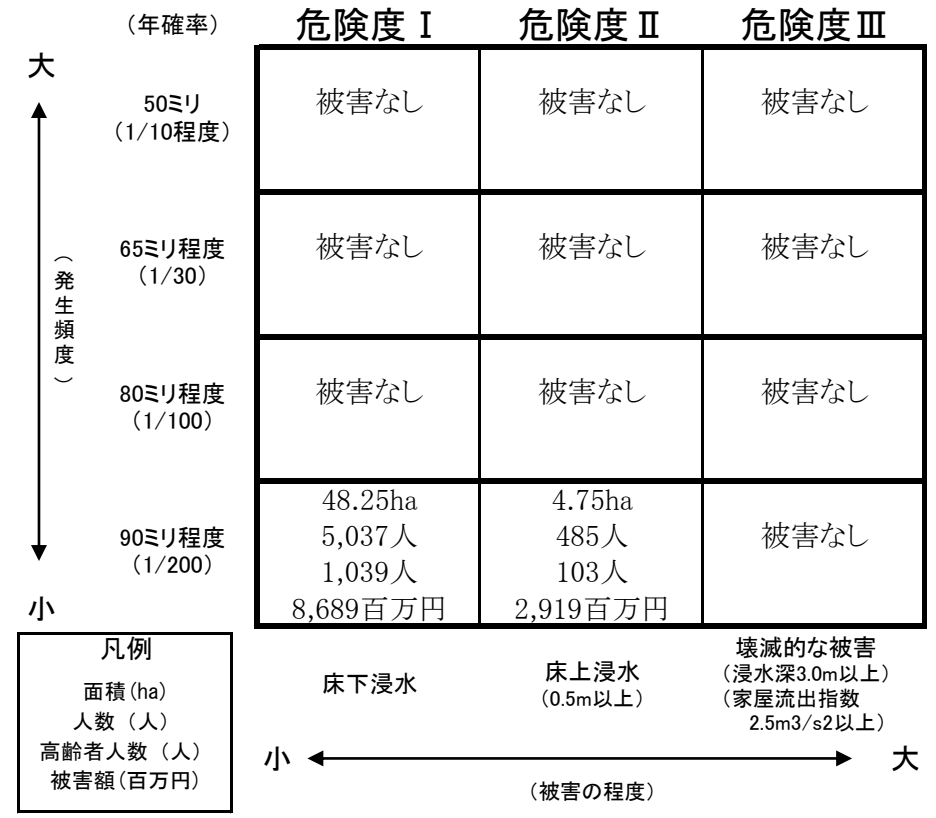 （年確率）
危険度Ⅰ
危険度Ⅱ
危険度Ⅲ
大
50ミリ
（1/10程度）
被害なし
被害なし
被害なし
65ミリ程度
（1/30）
被害なし
被害なし
被害なし
（発生頻度）
80ミリ程度
（1/100）
被害なし
被害なし
被害なし
90ミリ程度
（1/200）
48.25ha
5,037人
1,039人
8,689百万円
4.75ha
485人
103人
2,919百万円
被害なし
小
凡例
面積(ha)
人数（人）
高齢者人数（人）
被害額(百万円)
床下浸水
床上浸水
（0.5m以上）
壊滅的な被害
（浸水深3.0m以上）
（家屋流出指数
2.5m3/s2以上）
小
大
（被害の程度）